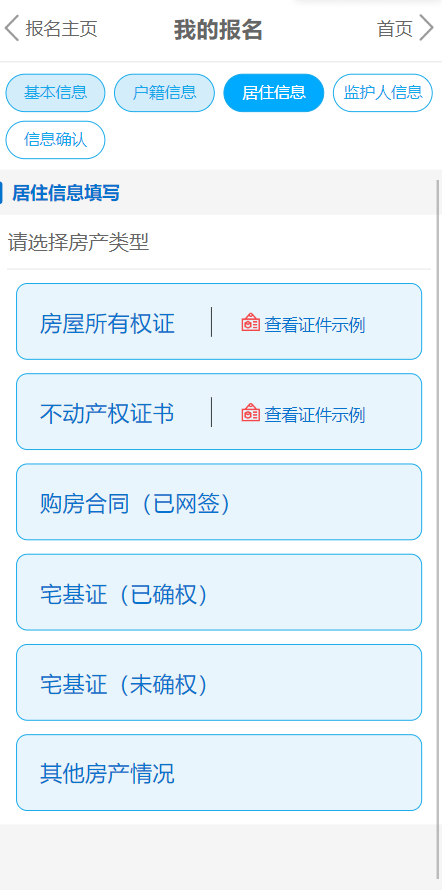 报名主页 我的报名 首页
基本信息 户籍信息 居住信息 监护人信息
信息确认
居住信息填写
请选择房产类型
房屋所有权证 查看证件示例
不动产权证书 查看证件示例
购房合同（已网签）
宅基证（已确权）
宅基证（未确权）
其他房产情况